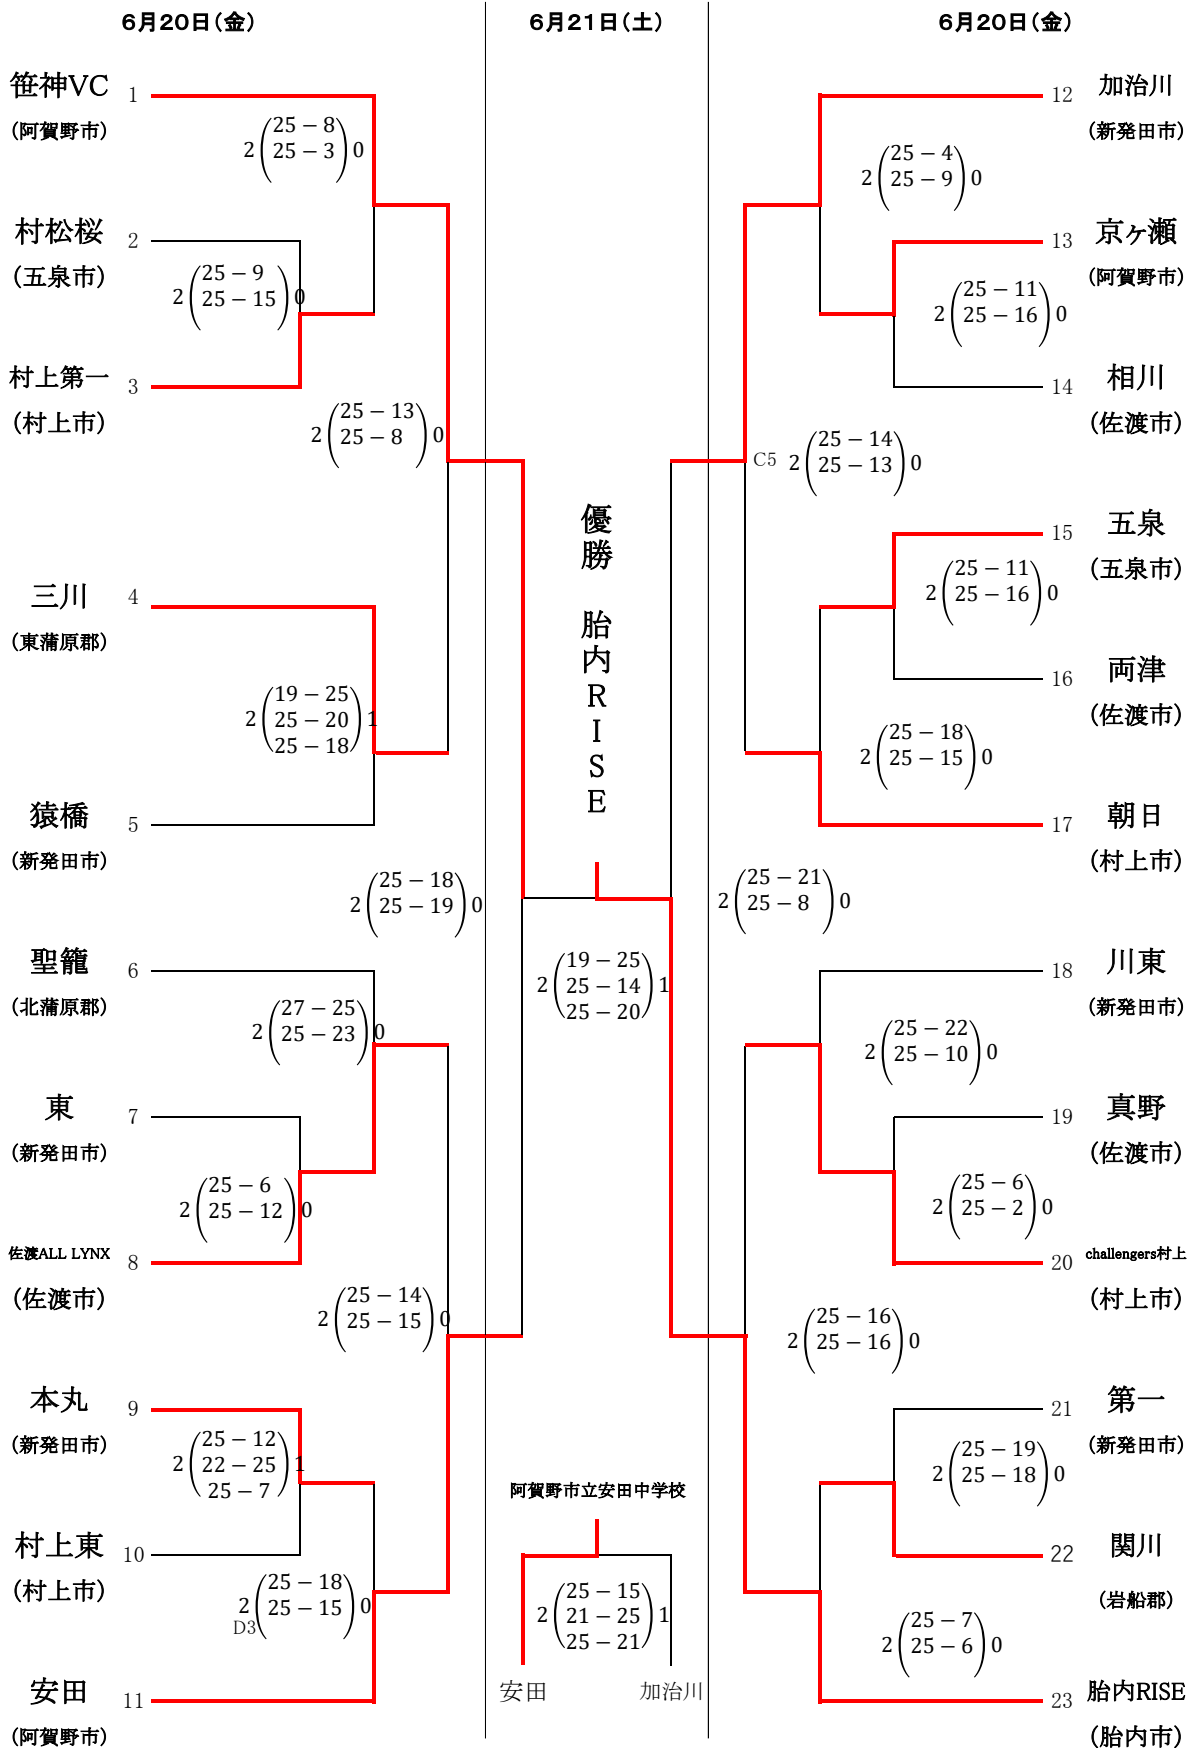 6月20日(金)
6月21日(土)
6月20日(金)
笹神VC
1
(阿賀野市)
25 − 8
2 25 − 3 0
村松桜
2
(五泉市)
25 − 9
2 25 − 15 0
村上第一
3
(村上市)
25 − 13
2 25 − 8 0
三川
4
(東蒲原郡)
19 − 25
2 25 − 20 1
25 − 18
猿橋
5
(新発田市)
25 − 18
2 25 − 19 0
聖籠
6
(北蒲原郡)
27 − 25
2 25 − 23 0
東
7
(新発田市)
25 − 6
2 25 − 12 0
佐渡ALL LYNX
8
(佐渡市)
25 − 14
2 25 − 15 0
本丸
9
(新発田市)
25 − 12
2 22 − 25 1
25 − 7
村上東
10
(村上市)
25 − 18
2 25 − 15 0
D3
安田
11
(阿賀野市)
優勝 胎内RISE
19 − 25
2 25 − 14 1
25 − 20
阿賀野市立安田中学校
25 − 15
2 21 − 25 1
25 − 21
安田
加治川
12
加治川
(新発田市)
25 − 4
2 25 − 9 0
13
京ヶ瀬
(阿賀野市)
25 − 11
2 25 − 16 0
14
相川
(佐渡市)
25 − 14
C5 2 25 − 13 0
15
五泉
(五泉市)
25 − 11
2 25 − 16 0
16
両津
(佐渡市)
25 − 18
2 25 − 15 0
17
朝日
(村上市)
25 − 21
2 25 − 8 0
18
川東
(新発田市)
25 − 22
2 25 − 10 0
19
真野
(佐渡市)
25 − 6
2 25 − 2 0
20
challengers村上
(村上市)
25 − 16
2 25 − 16 0
21
第一
(新発田市)
25 − 19
2 25 − 18 0
22
関川
(岩船郡)
25 − 7
2 25 − 6 0
23
胎内RISE
(胎内市)